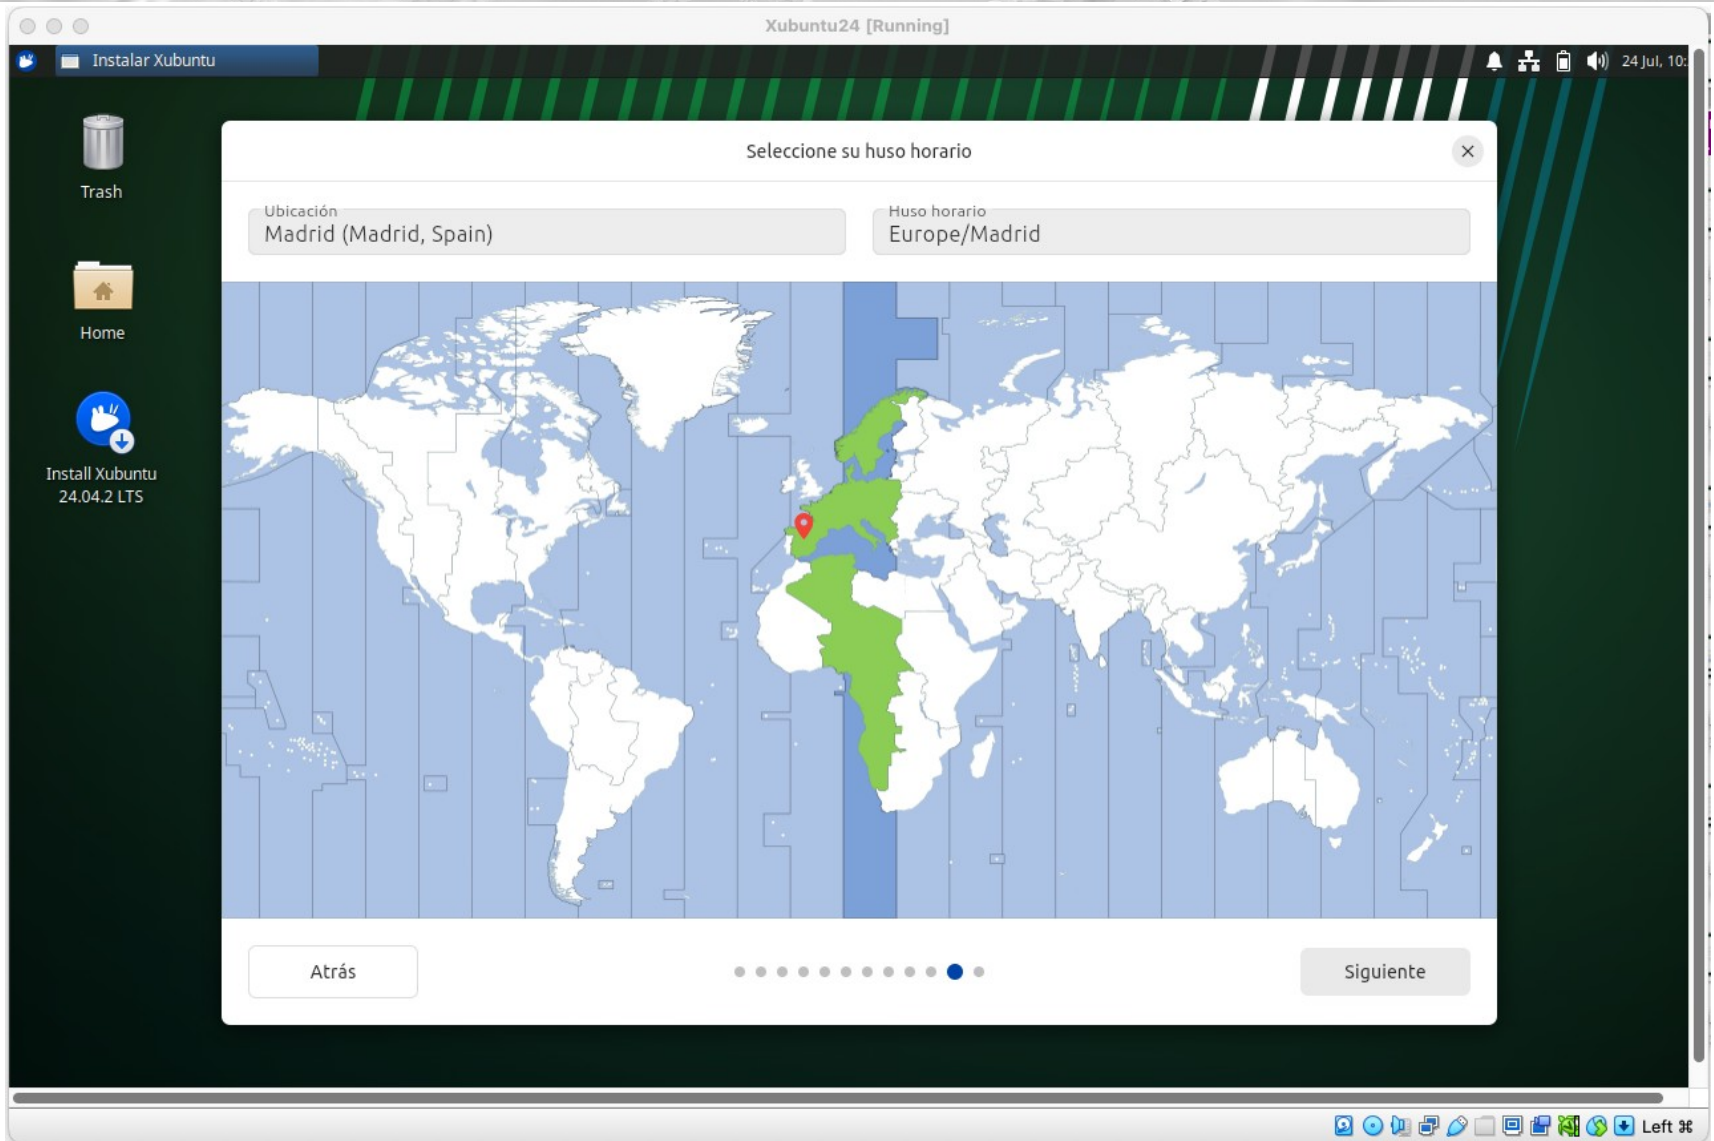 Xubuntu24 [Running]
Instalar Xubuntu
24 Jul, 10:
Trash
Home
Install Xubuntu
24.04.2 LTS
Seleccione su huso horario
Ubicación
Madrid (Madrid, Spain)
Huso horario
Europe/Madrid
Atrás
Siguiente
Left ⌘